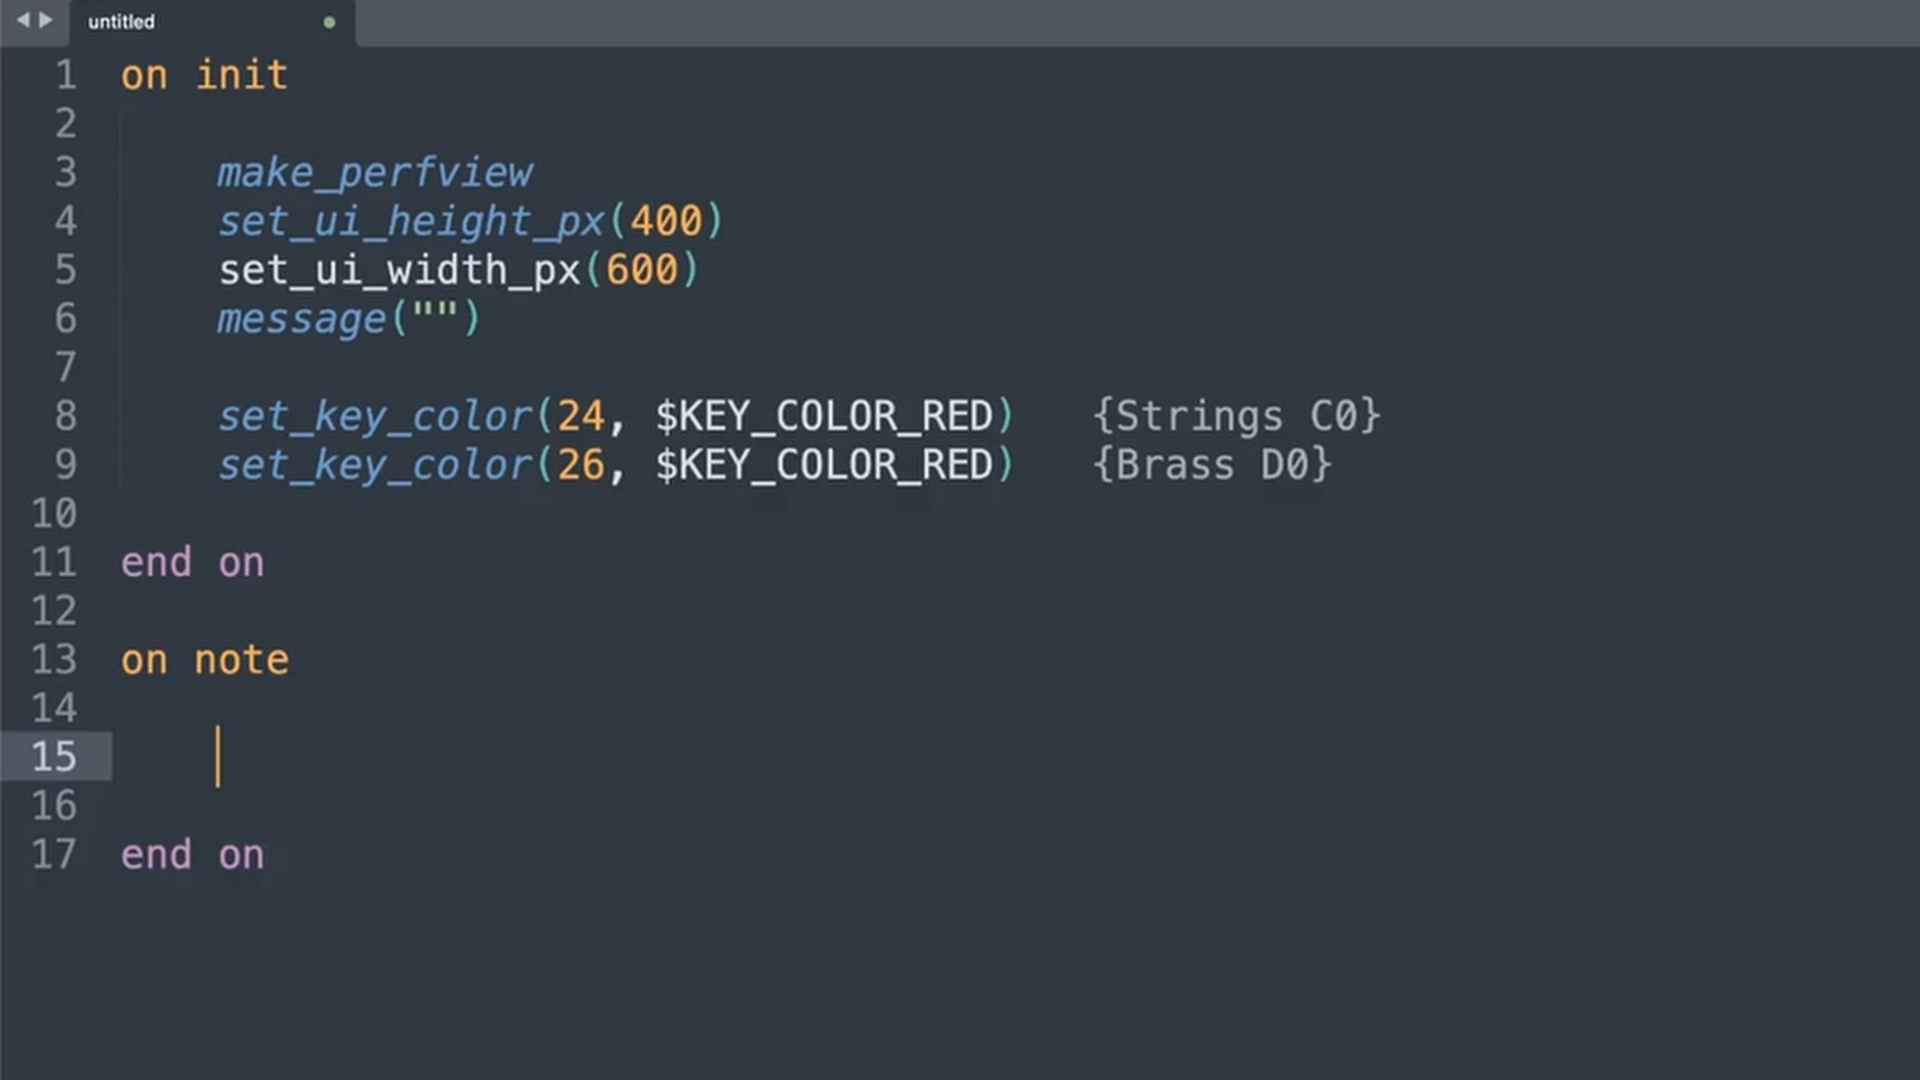 untitled
1 on init
2
3 make_perfview
4 set_ui_height_px(400)
5 set_ui_width_px(600)
6 message("")
7
8 set_key_color(24, $KEY_COLOR_RED) {Strings C0}
9 set_key_color(26, $KEY_COLOR_RED) {Brass D0}
10
11 end on
12
13 on note
14
15
16
17 end on